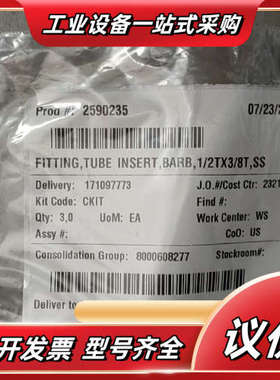 工业设备一站式采购
Prod #: 2590235
07/23/2
FITTING,TUBE INSERT,BARB,1/2TX3/8T,SS
Delivery: 171097773
J.O.#/Cost Ctr: 2321
Kit Code: CKIT
Find #:
Qty: 3.0 UoM: EA
Work Center: WS
Assy #:
CoO: US
Consolidation Group: 8000608277
Stockroom#:
Deliver to
开发票 型号齐全
议价